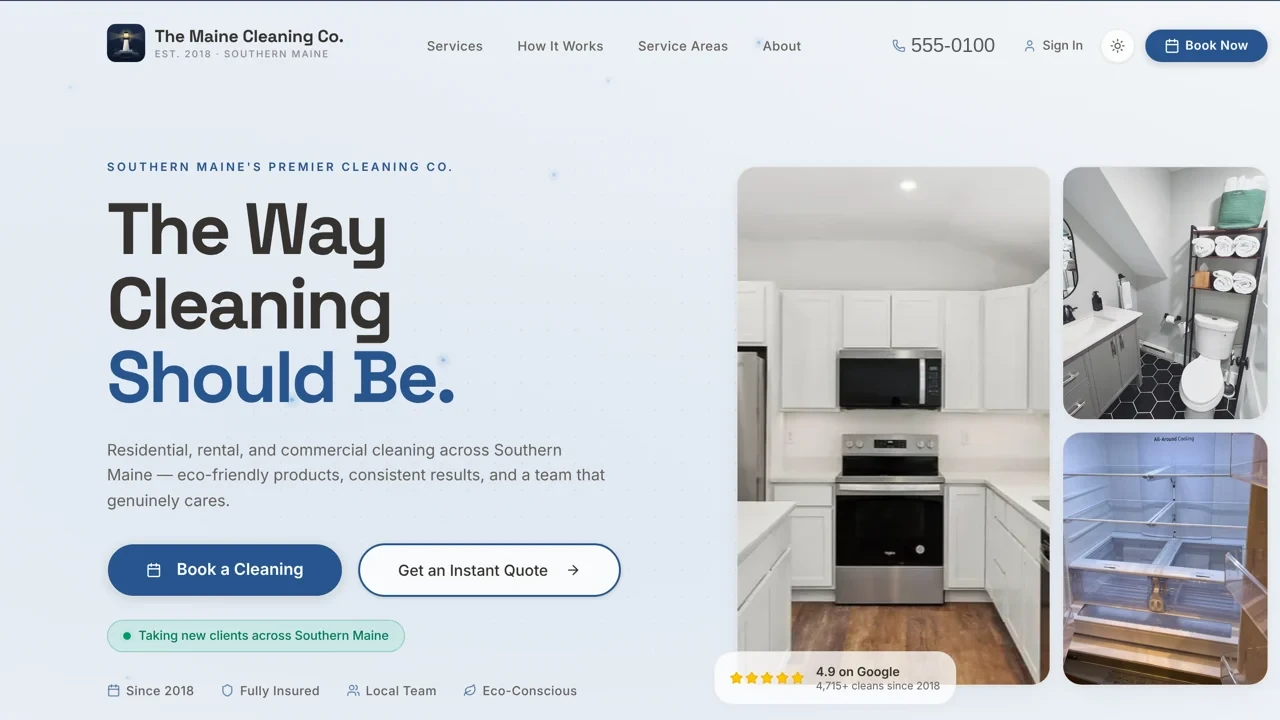 The Maine Cleaning Co.
EST. 2018 · SOUTHERN MAINE
Services
How It Works
Service Areas
About
555-0100
Sign In
Book Now
SOUTHERN MAINE'S PREMIER CLEANING CO.
The Way
Cleaning
Should Be.
Residential, rental, and commercial cleaning across Southern
Maine — eco-friendly products, consistent results, and a team that
genuinely cares.
Book a Cleaning
Get an Instant Quote
Taking new clients across Southern Maine
Since 2018
Fully Insured
Local Team
Eco-Conscious
All-Around Cooling
4.9 on Google
4,715+ cleans since 2018